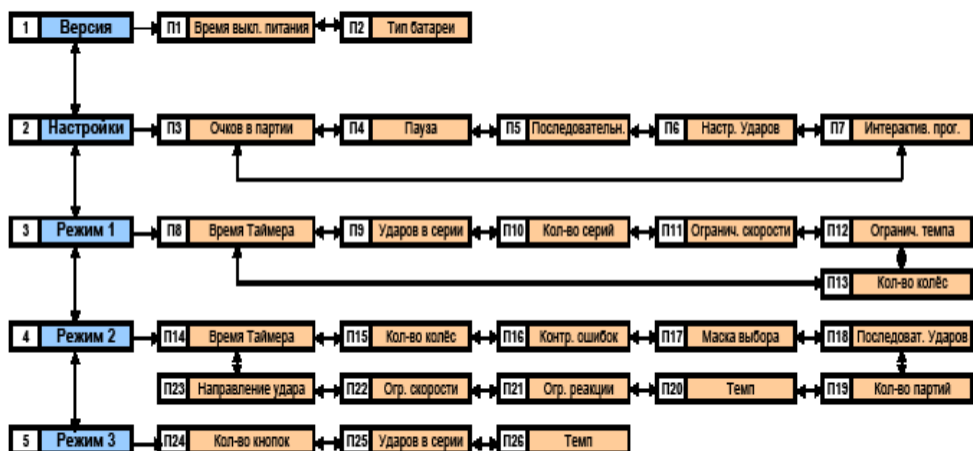 1 Версия П1 Время выкл. питания П2 Тип батареи
2 Настройки П3 Очков в партии П4 Пауза П5 Последовательн. П6 Настр. Ударов П7 Интерактив. прог.
3 Режим 1 П8 Время Таймера П9 Ударов в серии П10 Кол-во серий П11 Огранич. скорости П12 Огранич. темпа
П13 Кол-во колёс
4 Режим 2 П14 Время Таймера П15 Кол-во колёс П16 Контр. ошибок П17 Маска выбора П18 Последоват. Ударов
П23 Направление удара П22 Огр. скорости П21 Огр. реакции П20 Темп П19 Кол-во партий
5 Режим 3 П24 Кол-во кнопок П25 Ударов в серии П26 Темп